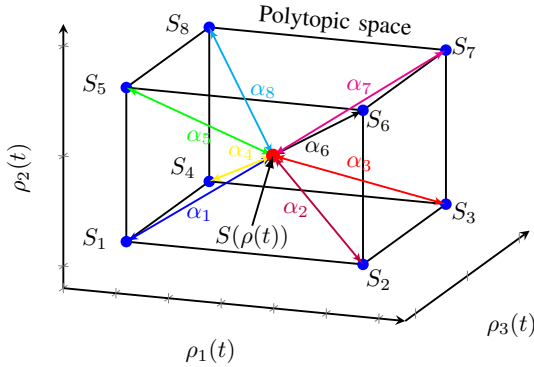 Polytopic space
S₈
S₇
α₇
S₅
α₈
S₆
α₅
α₆
ρ₂(t)
α₄
α₃
S₄
α₁
α₂
S₃
S₁
S(ρ(t))
S₂
ρ₃(t)
ρ₁(t)